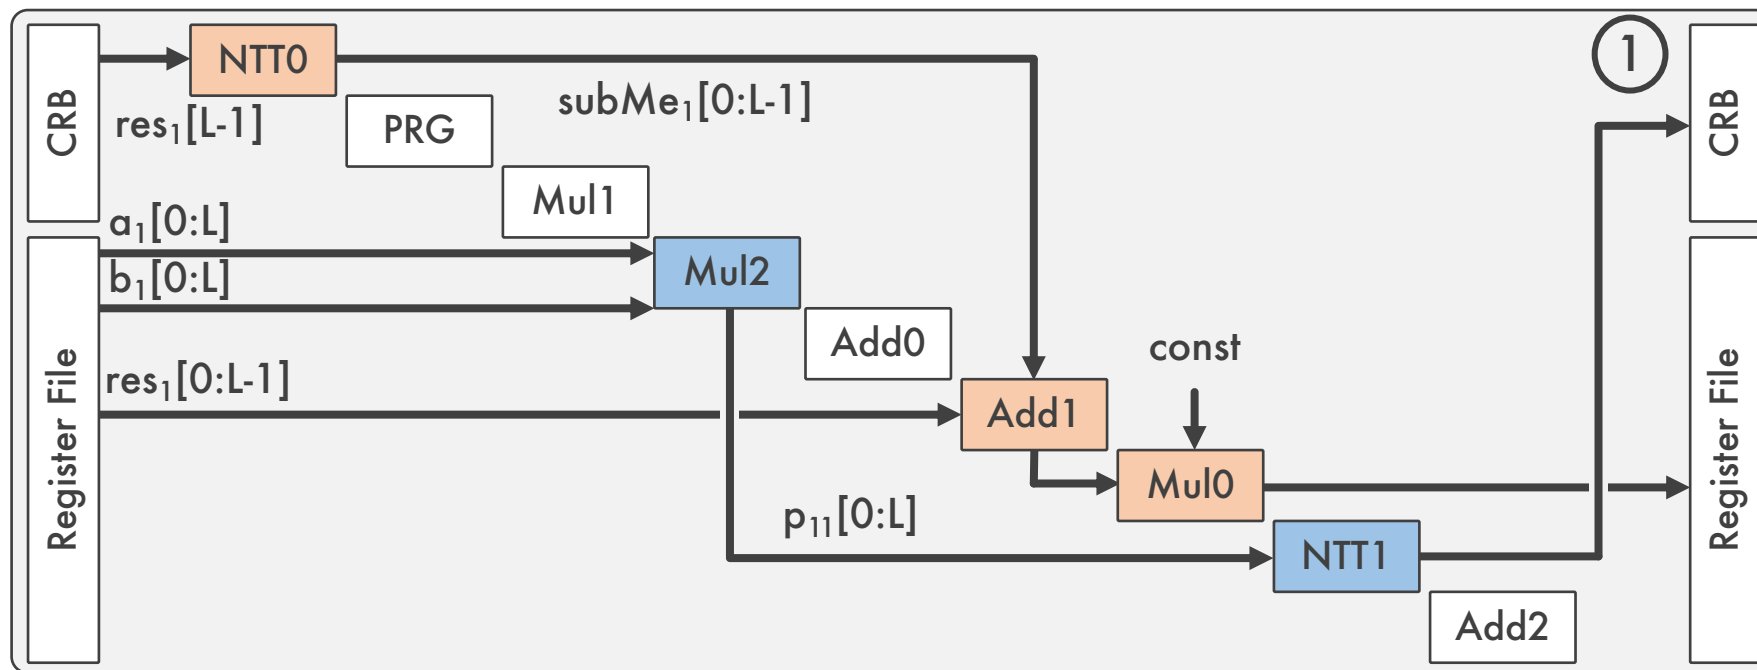 CRB
NTT0
1
CRB
res₁[L-1]
PRG
subMe₁[0:L-1]
Mul1
a₁[0:L]
b₁[0:L]
Mul2
Add0
const
Register File
res₁[0:L-1]
Add1
Mul0
Register File
p₁₁[0:L]
NTT1
Add2